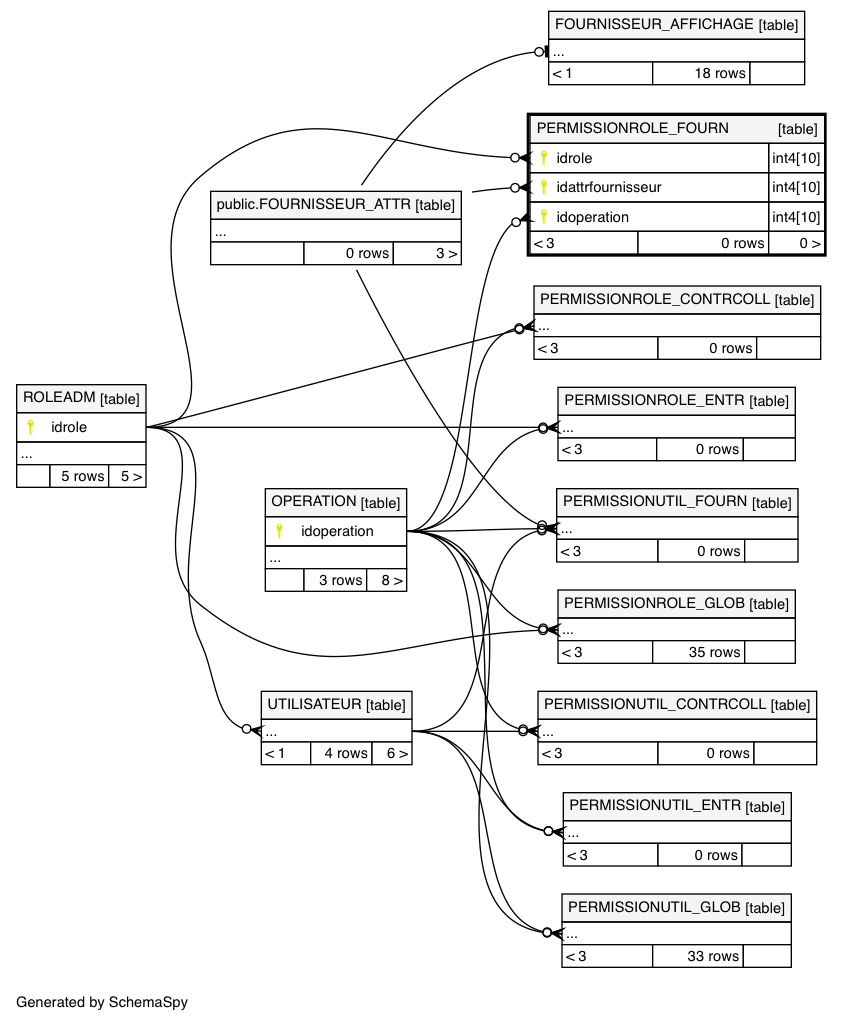 FOURNISSEUR_AFFICHAGE [table]
...
< 1 18 rows
PERMISSIONROLE_FOURN [table]
idrole int4[10]
idattrfournisseur int4[10]
idoperation int4[10]
< 3 0 rows 0 >
public.FOURNISSEUR_ATTR [table]
...
0 rows 3 >
PERMISSIONROLE_CONTRCOLL [table]
...
< 3 0 rows
ROLEADM [table]
idrole
...
5 rows 5 >
PERMISSIONROLE_ENTR [table]
...
< 3 0 rows
OPERATION [table]
idoperation
...
3 rows 8 >
PERMISSIONUTIL_FOURN [table]
...
< 3 0 rows
PERMISSIONROLE_GLOB [table]
...
< 3 35 rows
UTILISATEUR [table]
...
< 1 4 rows 6 >
PERMISSIONUTIL_CONTRCOLL [table]
...
< 3 0 rows
PERMISSIONUTIL_ENTR [table]
...
< 3 0 rows
PERMISSIONUTIL_GLOB [table]
...
< 3 33 rows
Generated by SchemaSpy